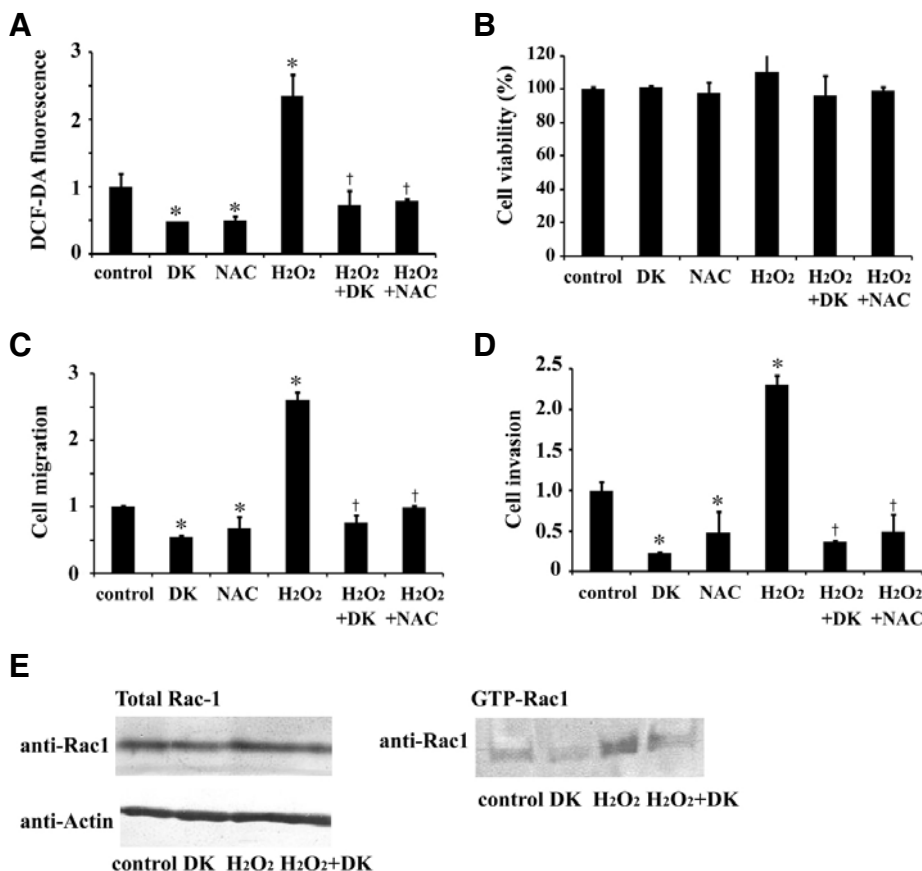 A
DCF-DA fluorescence
3
2
1
0
*
*
*
†
†
control DK NAC H2O2 H2O2 H2O2
+DK +NAC
B
Cell viability (%)
120
100
80
60
40
20
0
control DK NAC H2O2 H2O2 H2O2
+DK +NAC
C
Cell migration
3
2
1
0
*
*
*
†
†
control DK NAC H2O2 H2O2 H2O2
+DK +NAC
D
Cell invasion
2.5
2.0
1.5
1.0
0.5
0
*
*
*
†
†
control DK NAC H2O2 H2O2 H2O2
+DK +NAC
E
Total Rac-1
anti-Rac1
anti-Actin
control DK H2O2 H2O2+DK
GTP-Rac1
anti-Rac1
control DK H2O2 H2O2+DK